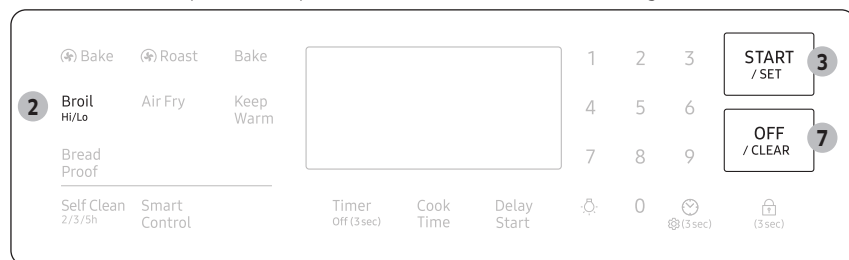 Bake Roast Bake 1 2 3 START 3
/ SET
2 Broil Air Fry Keep 4 5 6
Hi/Lo Warm
OFF 7
/ CLEAR
Bread 7 8 9
Proof
Self Clean Smart Timer Cook Delay 0
2/3/5h Control Off (3 sec) Time Start (3 sec) (3 sec)